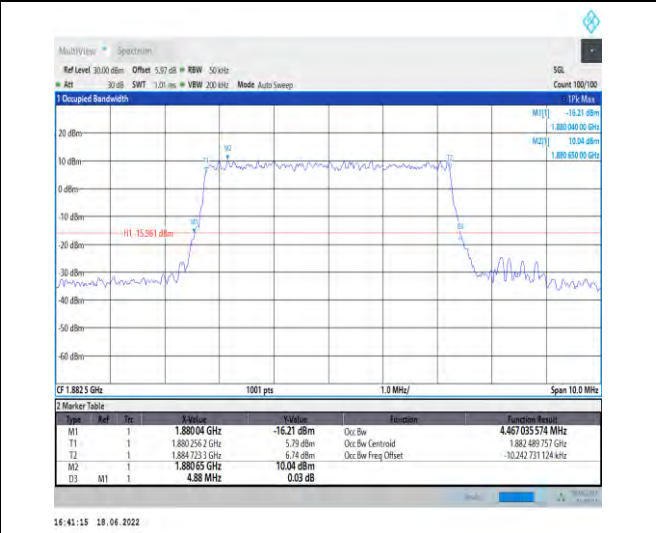 MultiView Spectrum
Ref Level 30.00 dBm Offset 5.97 dB RBW 50 kHz SGL
Att 30 dB SWT 1.01 ms VBW 200 kHz Mode Auto Sweep Count 100/100
1 Occupied Bandwidth 1Pk Max
M1[1] -16.21 dBm
1.880 040 00 GHz
M2[1] 10.04 dBm
1.880 650 00 GHz
20 dBm
M2
T1 T2
10 dBm
0 dBm
-10 dBm
M1
H1 -15.961 dBm
-20 dBm
-30 dBm
-40 dBm
-50 dBm
-60 dBm
CF 1.882 5 GHz 1001 pts 1.0 MHz/ Span 10.0 MHz
2 Marker Table
Type Ref Trc X-Value Y-Value Function Function Result
M1 1 1.880 04 GHz -16.21 dBm Occ Bw 4.467 035 574 MHz
T1 1 1.880 256 2 GHz 5.79 dBm Occ Bw Centroid 1.882 489 757 GHz
T2 1 1.884 723 3 GHz 6.74 dBm Occ Bw Freq Offset -10.242 731 124 kHz
M2 1 1.880 65 GHz 10.04 dBm
D3 M1 1 4.88 MHz 0.03 dB
16:41:15 18.06.2022